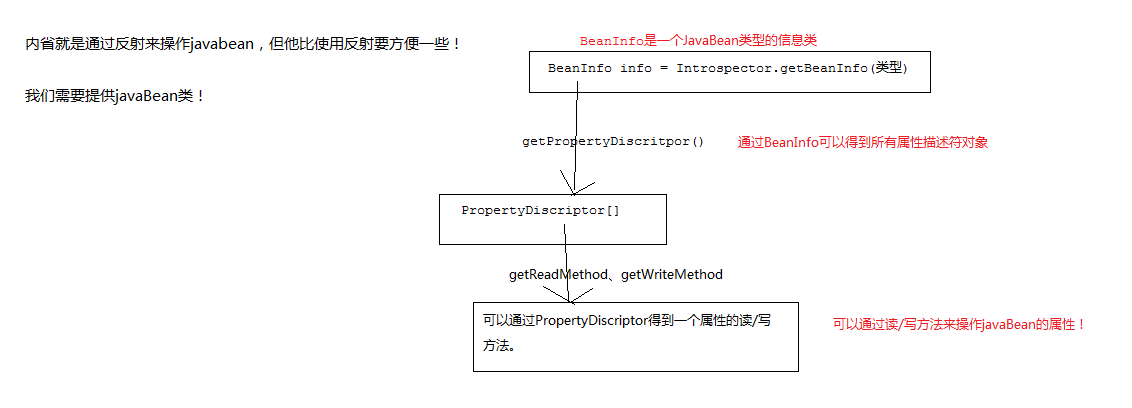 内省就是通过反射来操作javabean，但他比使用反射要方便一些！
我们需要提供javaBean类！
BeanInfo是一个JavaBean类型的信息类
BeanInfo info = Introspector.getBeanInfo(类型)
getPropertyDiscritpor()
通过BeanInfo可以得到所有属性描述符对象
PropertyDiscriptor[]
getReadMethod、getWriteMethod
可以通过PropertyDiscriptor得到一个属性的读/写
方法。
可以通过读/写方法来操作javaBean的属性！